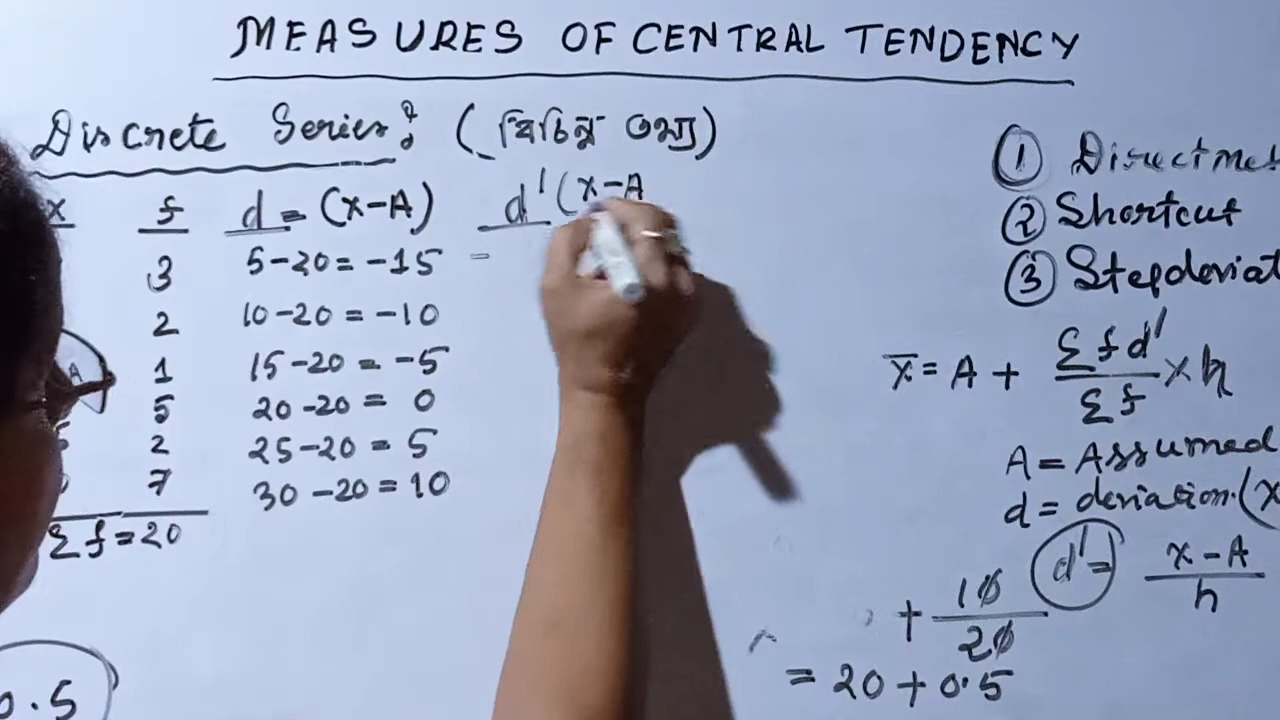 MEASURES OF CENTRAL TENDENCY
Discrete Series: (বিচ্ছিন্ন তথ্য)
x f d = (x-A) d' (x-A
3 5-20 = -15 -
2 10-20 = -10
1 15-20 = -5
5 20-20 = 0
2 25-20 = 5
7 30-20 = 10
Σf = 20
0.5
① Direct met
② Shortcut
③ Stepdeviat
x̄ = A + Σfd'/Σf × h
A = Assumed
d = deviation (x
d' = x-A/h
+ 10/20
= 20 + 0.5